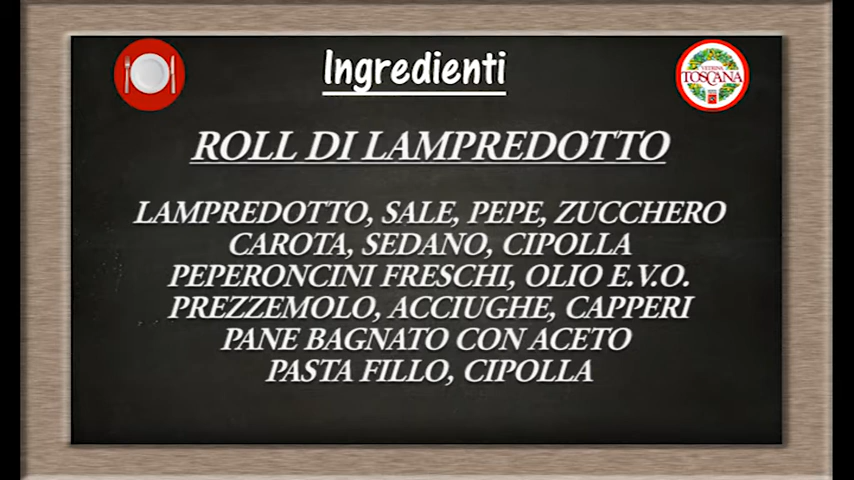 Ingredienti
VETRINA
TOSCANA
ROLL DI LAMPREDOTTO
LAMPREDOTTO, SALE, PEPE, ZUCCHERO
CAROTA, SEDANO, CIPOLLA
PEPERONCINI FRESCHI, OLIO E.V.O.
PREZZEMOLO, ACCIUGHE, CAPPERI
PANE BAGNATO CON ACETO
PASTA FILLO, CIPOLLA